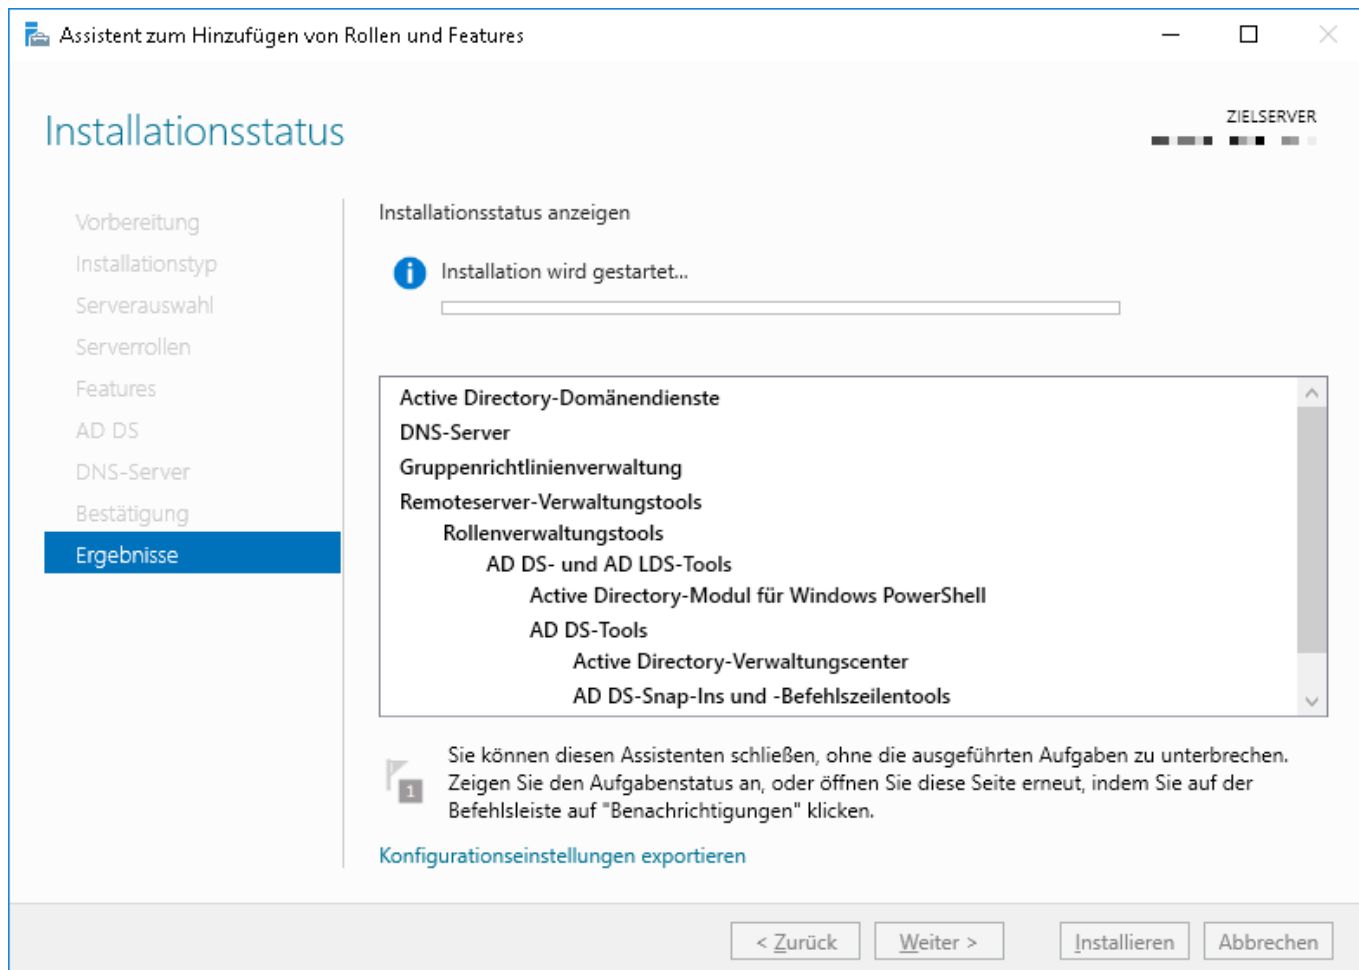 Assistent zum Hinzufügen von Rollen und Features
Installationsstatus
ZIELSERVER
Vorbereitung
Installationstyp
Serverauswahl
Serverrollen
Features
AD DS
DNS-Server
Bestätigung
Ergebnisse
Installationsstatus anzeigen
Installation wird gestartet...
Active Directory-Domänendienste
DNS-Server
Gruppenrichtlinienverwaltung
Remoteserver-Verwaltungstools
Rollenverwaltungstools
AD DS- und AD LDS-Tools
Active Directory-Modul für Windows PowerShell
AD DS-Tools
Active Directory-Verwaltungscenter
AD DS-Snap-Ins und -Befehlszeilentools
1
Sie können diesen Assistenten schließen, ohne die ausgeführten Aufgaben zu unterbrechen.
Zeigen Sie den Aufgabenstatus an, oder öffnen Sie diese Seite erneut, indem Sie auf der
Befehlsleiste auf "Benachrichtigungen" klicken.
Konfigurationseinstellungen exportieren
< Zurück
Weiter >
Installieren
Abbrechen